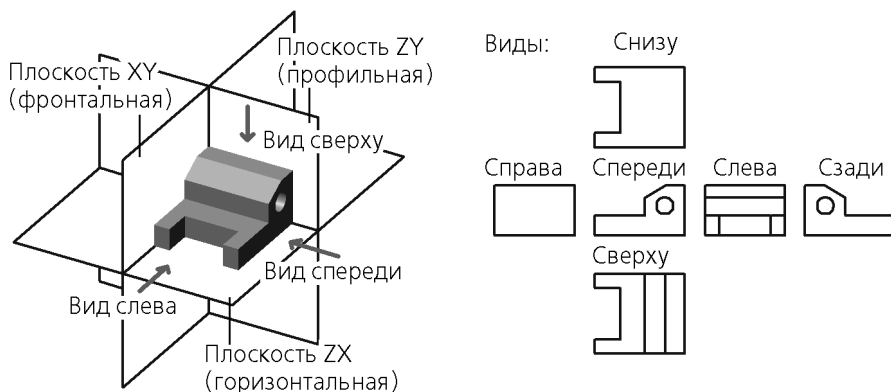 Плоскость XY
(фронтальная)
Плоскость ZY
(профильная)
Вид сверху
Вид спереди
Вид слева
Плоскость ZX
(горизонтальная)
Виды:
Снизу
Справа
Спереди
Слева
Сзади
Сверху